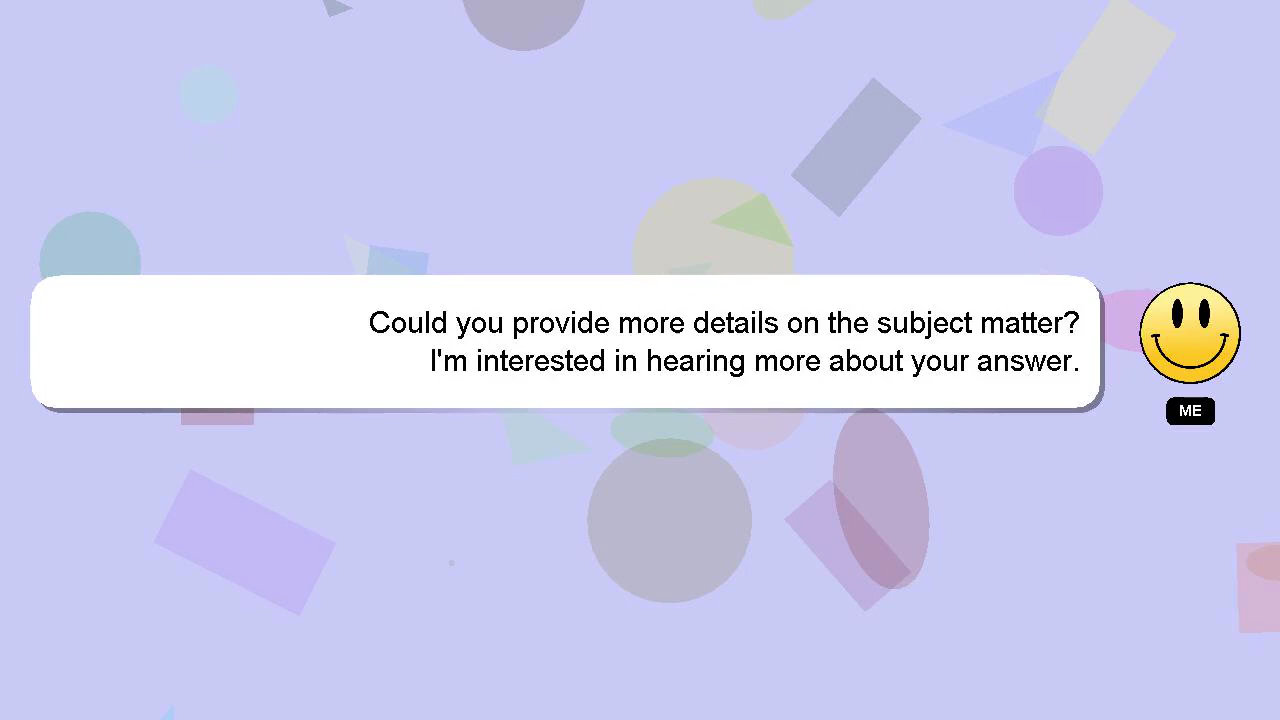 Could you provide more details on the subject matter?
I'm interested in hearing more about your answer.
ME